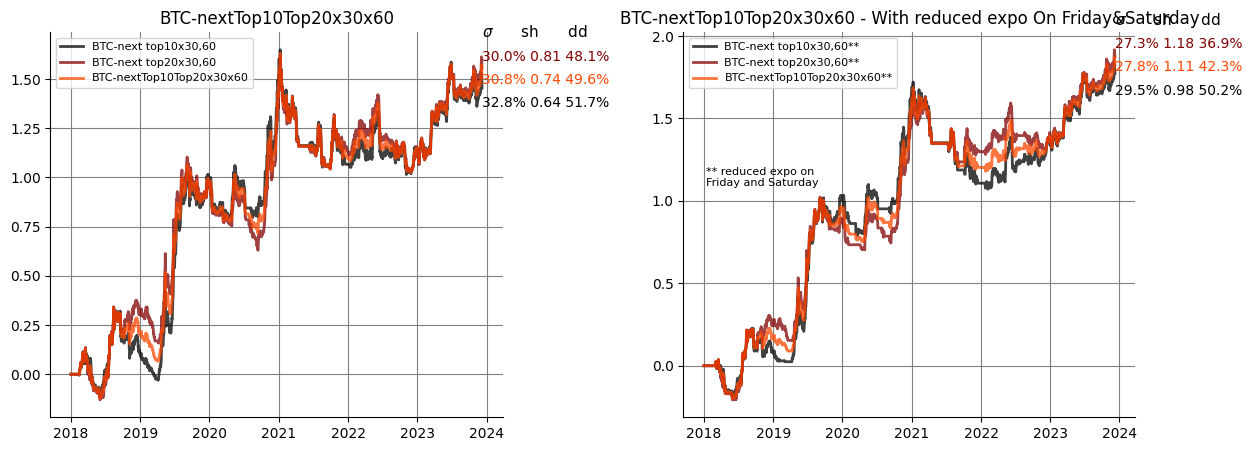 BTC-nextTop10Top20x30x60
σ sh dd
BTC-next top10x30,60
BTC-next top20x30,60
BTC-nextTop10Top20x30x60
30.0% 0.81 48.1%
30.8% 0.74 49.6%
32.8% 0.64 51.7%
1.50
1.25
1.00
0.75
0.50
0.25
0.00
2018 2019 2020 2021 2022 2023 2024
BTC-nextTop10Top20x30x60 - With reduced expo On Friday&Saturday
σ sh dd
BTC-next top10x30,60**
BTC-next top20x30,60**
BTC-nextTop10Top20x30x60**
27.3% 1.18 36.9%
27.8% 1.11 42.3%
29.5% 0.98 50.2%
** reduced expo on
Friday and Saturday
2.0
1.5
1.0
0.5
0.0
2018 2019 2020 2021 2022 2023 2024